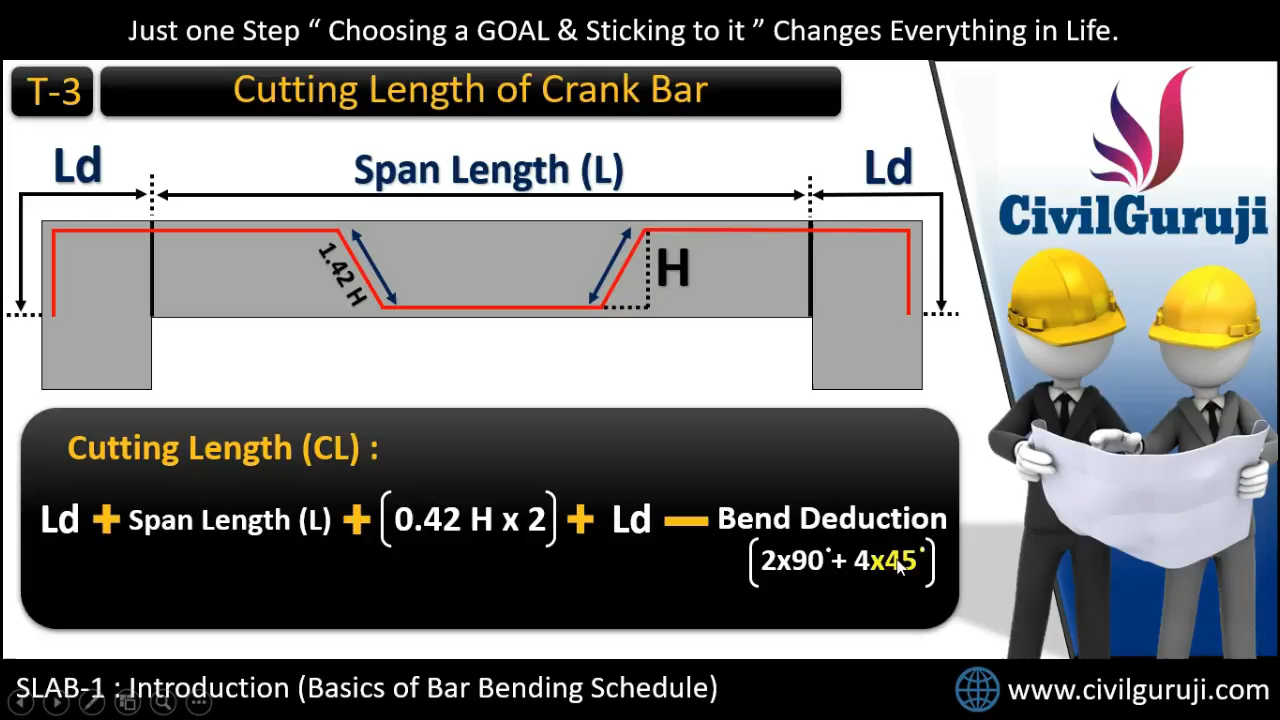 Just one Step “ Choosing a GOAL & Sticking to it ” Changes Everything in Life.
T-3
Cutting Length of Crank Bar
Ld
Span Length (L)
Ld
1.42 H
H
CivilGuruji
Cutting Length (CL) :
Ld + Span Length (L) + (0.42 H x 2) + Ld — Bend Deduction
(2x90°+ 4x45°)
SLAB-1 : Introduction (Basics of Bar Bending Schedule)
www.civilguruji.com